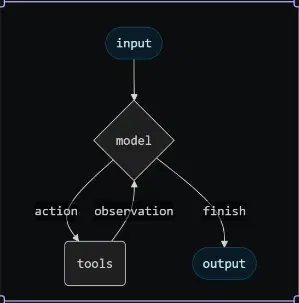 input
model
action observation finish
tools
output